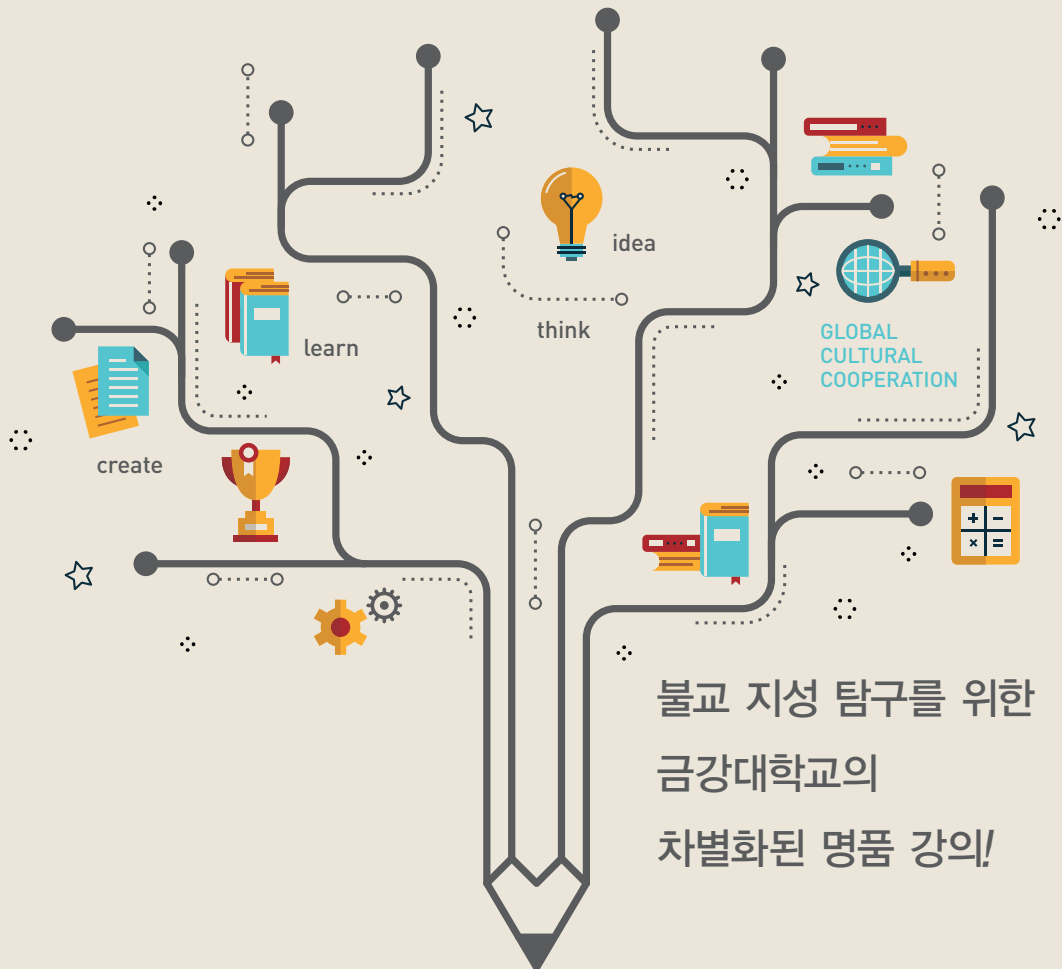 idea
think
learn
GLOBAL
CULTURAL
COOPERATION
create
불교 지성 탐구를 위한
금강대학교의
차별화된 명품 강의!